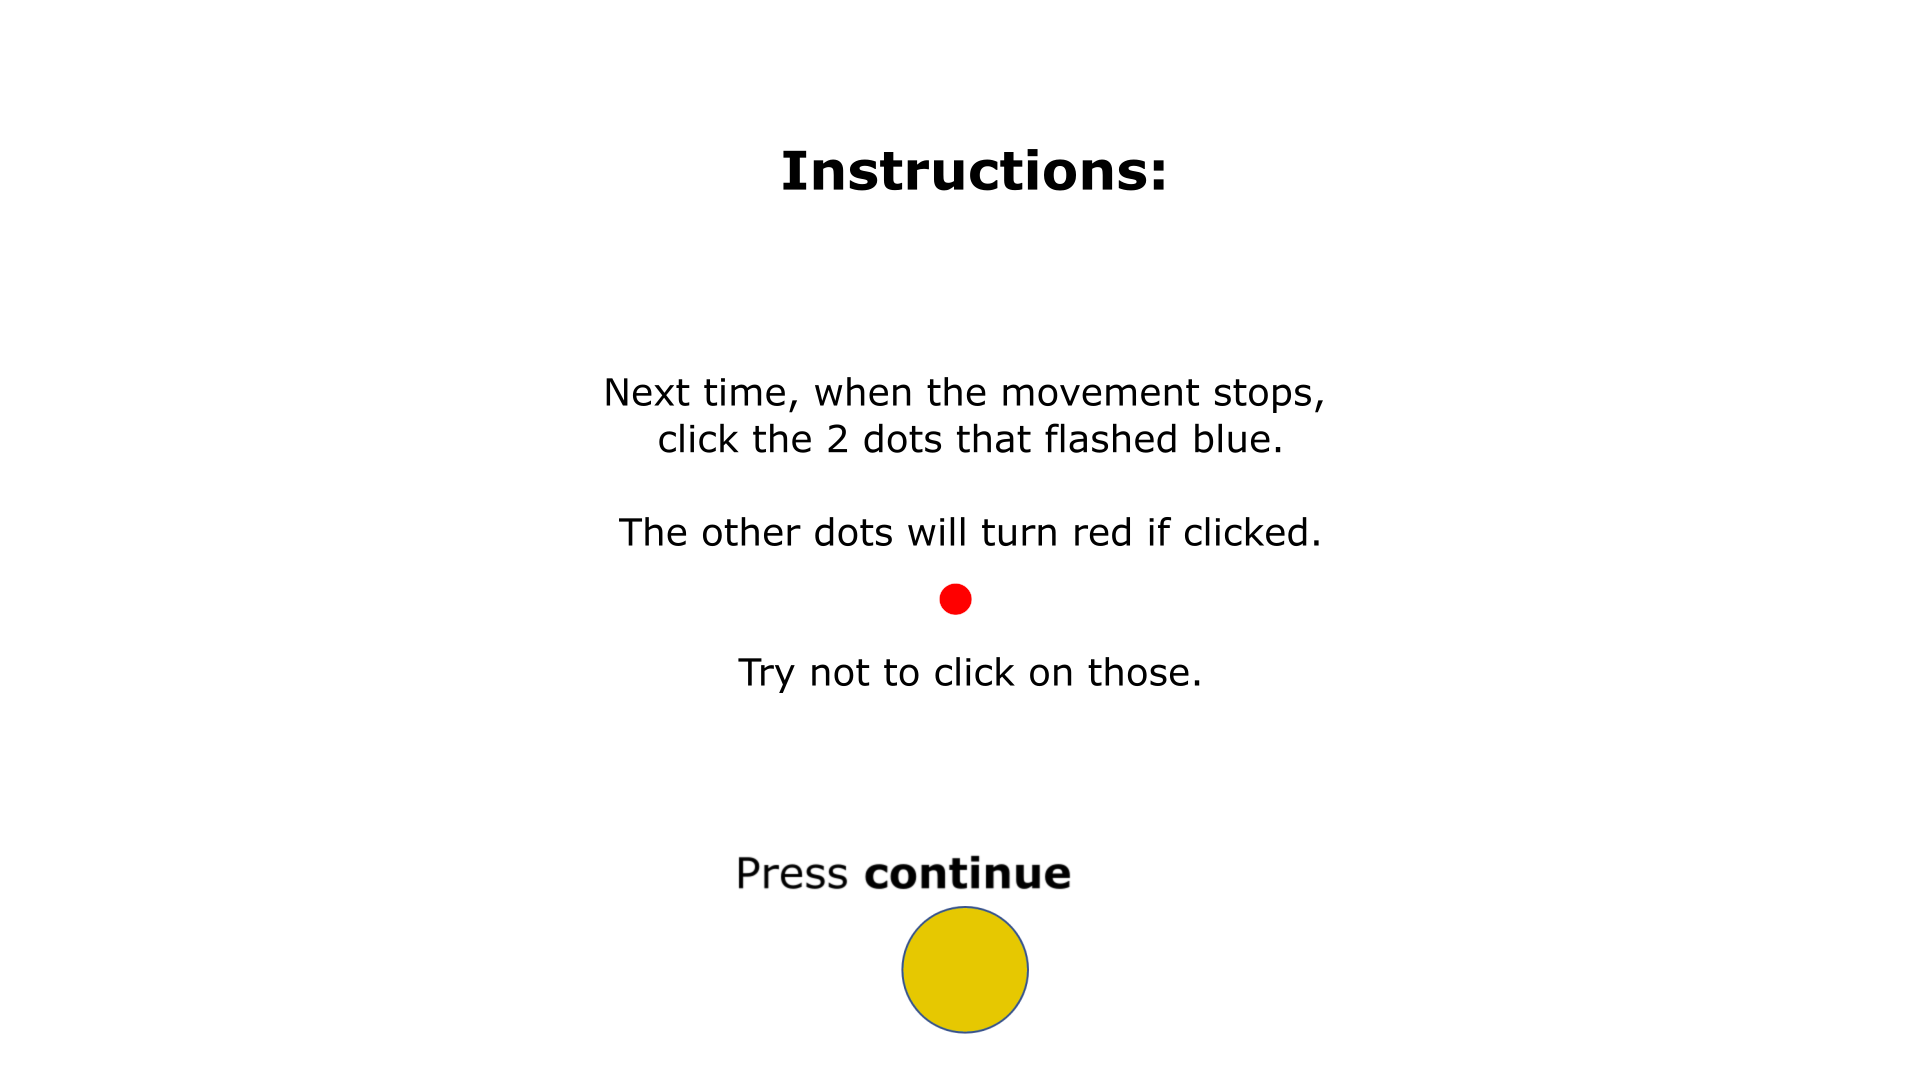 Instructions:
Next time, when the movement stops,
click the 2 dots that flashed blue.
The other dots will turn red if clicked.
Try not to click on those.
Press continue